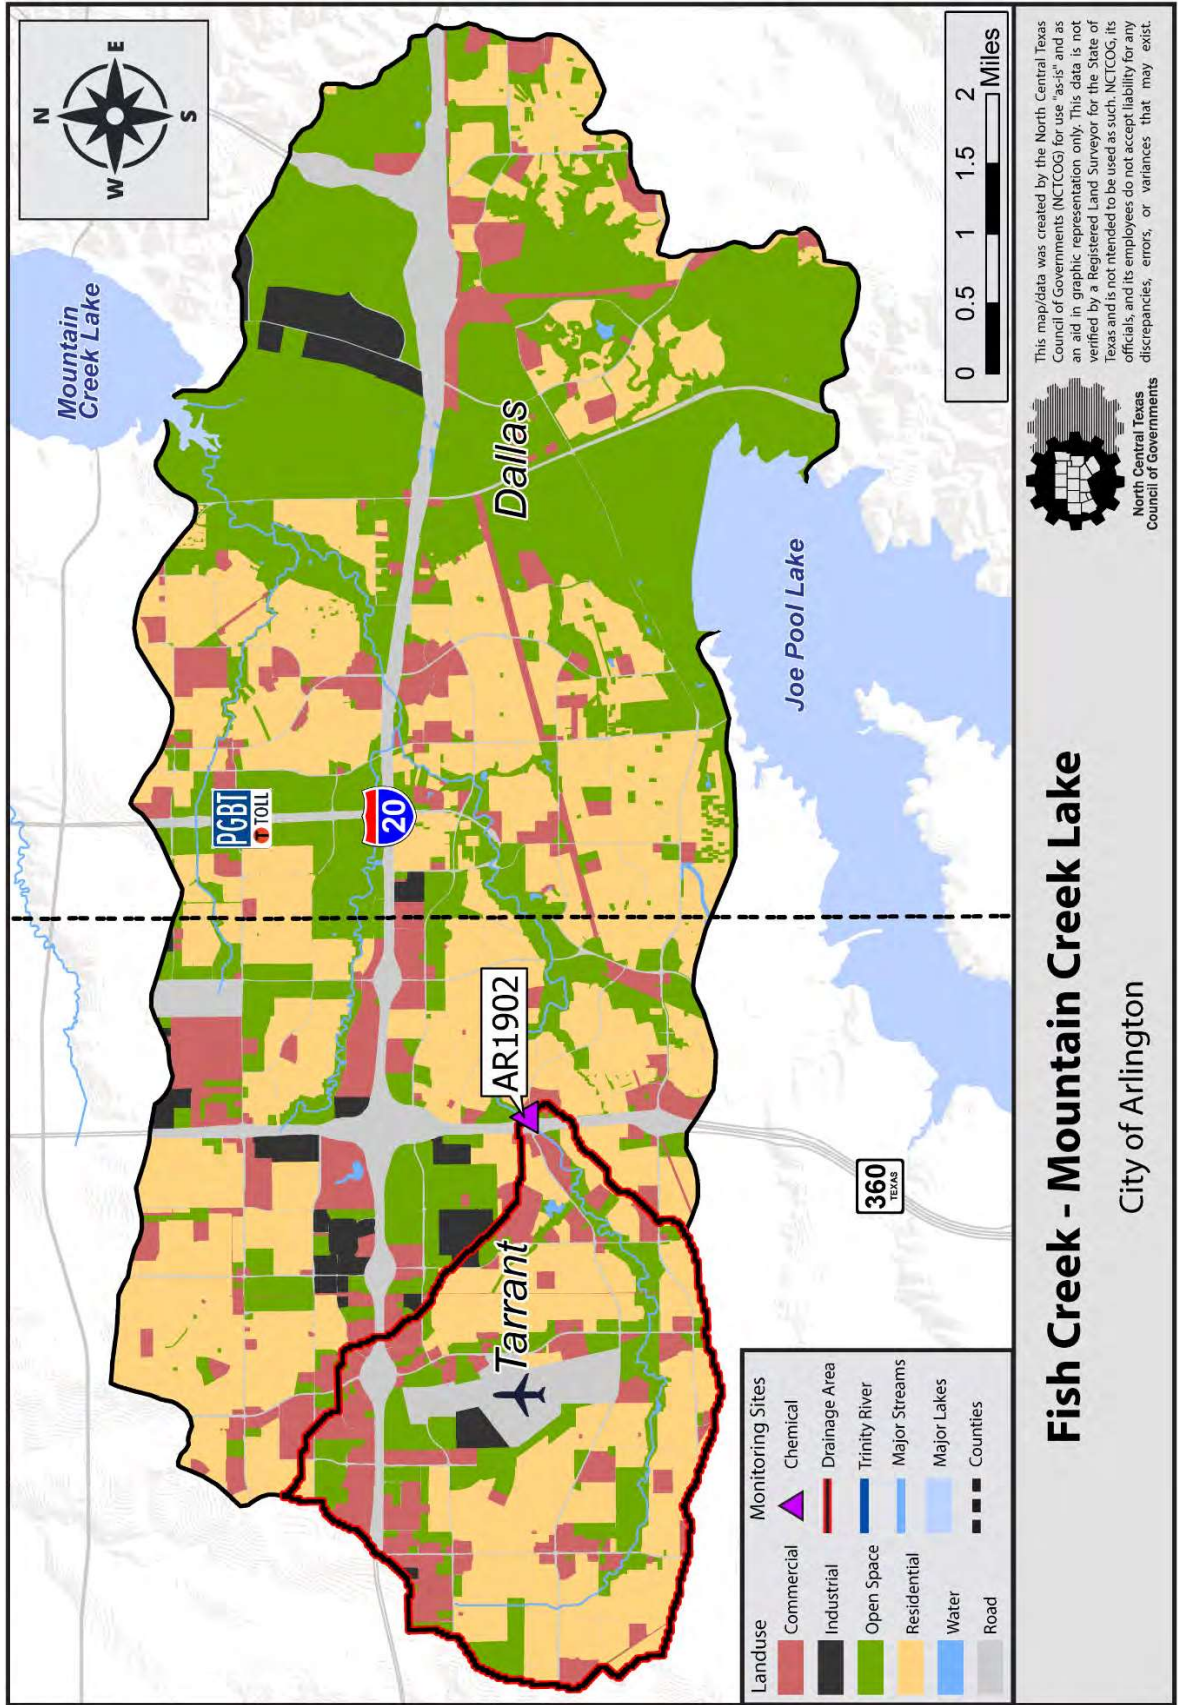 N
W
E
S
Mountain
Creek Lake
PGBT
TOLL
20
Dallas
AR1902
Tarrant
Joe Pool Lake
360
TEXAS
0 0.5 1 1.5 2
Miles
Landuse
Commercial
Industrial
Open Space
Residential
Water
Road
Monitoring Sites
Chemical
Drainage Area
Trinity River
Major Streams
Major Lakes
Counties
Fish Creek - Mountain Creek Lake
City of Arlington
North Central Texas
Council of Governments
This map/data was created by the North Central Texas
Council of Governments (NCTCOG) for use "as-is" and as
an aid in graphic representation only. This data is not
verified by a Registered Land Surveyor for the State of
Texas and is not ntended to be used as such. NCTCOG, its
officials, and its employees do not accept liability for any
discrepancies, errors, or variances that may exist.